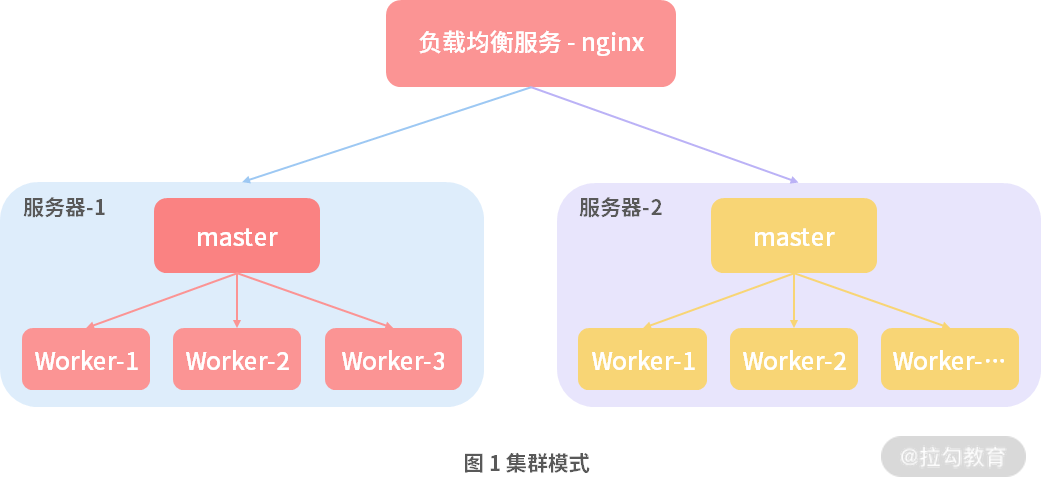 负载均衡服务 - nginx
服务器-1
master
Worker-1
Worker-2
Worker-3
服务器-2
master
Worker-1
Worker-2
Worker-⋯
图 1 集群模式
@拉勾教育